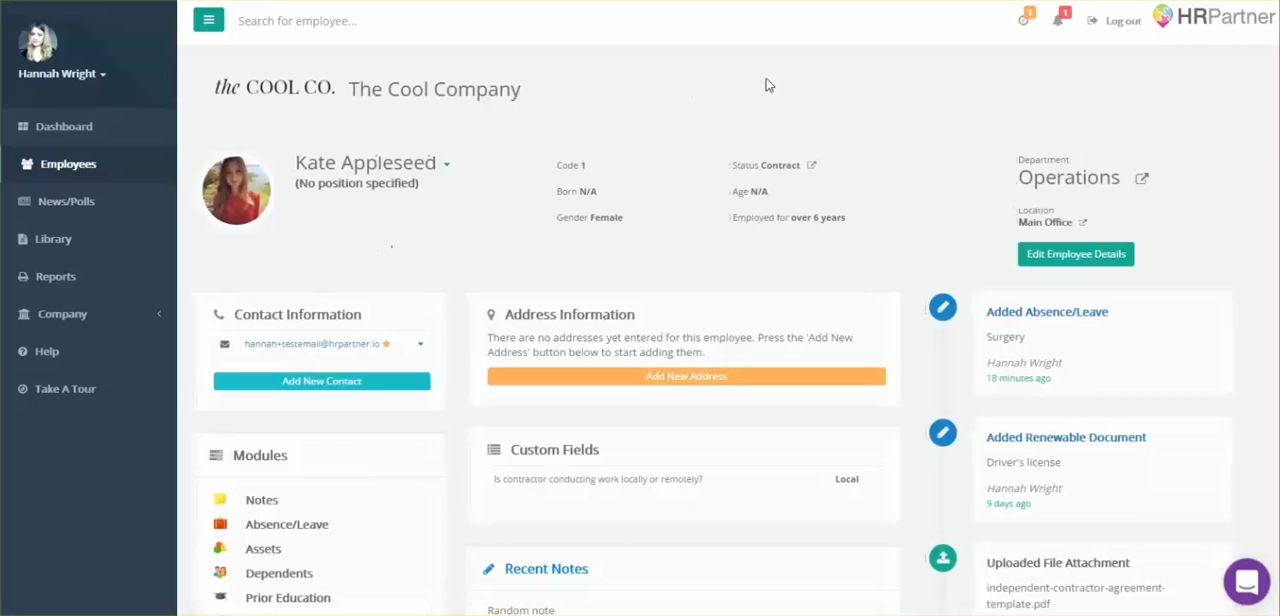 Search for employee...
1
1
Log out
HRPartner
Hannah Wright
Dashboard
Employees
News/Polls
Library
Reports
Company
Help
Take A Tour
the COOL CO. The Cool Company
Kate Appleseed
(No position specified)
Code 1
Born N/A
Gender Female
Status Contract
Age N/A
Employed for over 6 years
Department
Operations
Location
Main Office
Edit Employee Details
Contact Information
hannah+testemail@hrpartner.io
Add New Contact
Address Information
There are no addresses yet entered for this employee. Press the 'Add New
Address' button below to start adding them.
Add New Address
Modules
Notes
Absence/Leave
Assets
Dependents
Prior Education
Custom Fields
Is contractor conducting work locally or remotely? Local
Recent Notes
Random note
Added Absence/Leave
Surgery
Hannah Wright
18 minutes ago
Added Renewable Document
Driver's license
Hannah Wright
9 days ago
Uploaded File Attachment
independent-contractor-agreement-
template.pdf